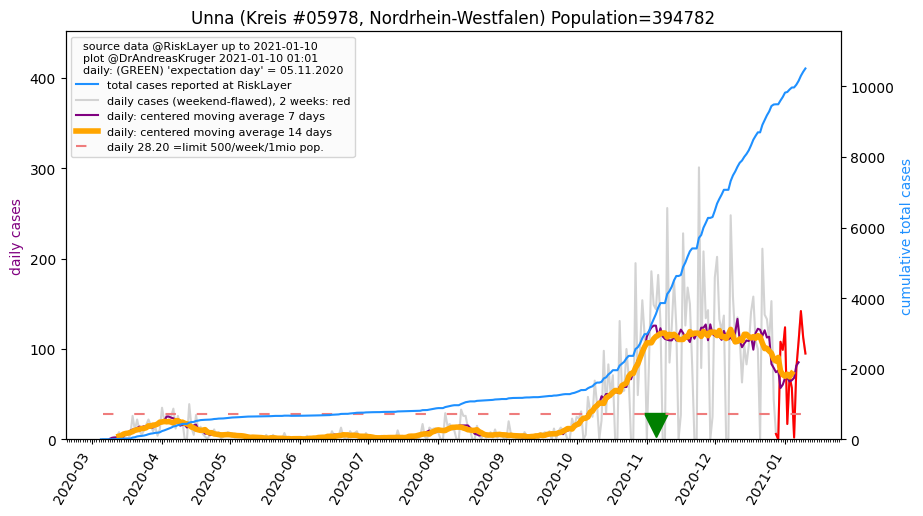 Unna (Kreis #05978, Nordrhein-Westfalen) Population=394782
source data @RiskLayer up to 2021-01-10
plot @DrAndreasKruger 2021-01-10 01:01
daily: (GREEN) 'expectation day' = 05.11.2020
total cases reported at RiskLayer
daily cases (weekend-flawed), 2 weeks: red
daily: centered moving average 7 days
daily: centered moving average 14 days
daily 28.20 =limit 500/week/1mio pop.
daily cases
400
300
200
100
0
cumulative total cases
10000
8000
6000
4000
2000
0
2020-03
2020-04
2020-05
2020-06
2020-07
2020-08
2020-09
2020-10
2020-11
2020-12
2021-01